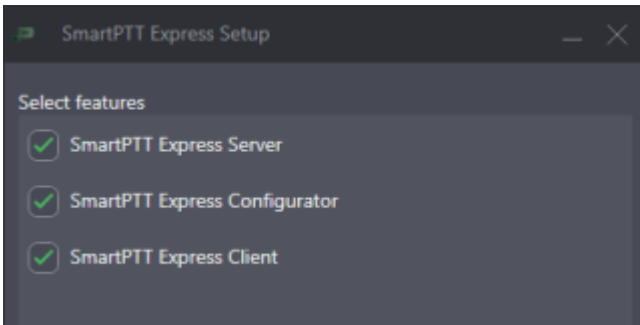 SmartPTT Express Setup
Select features
SmartPTT Express Server
SmartPTT Express Configurator
SmartPTT Express Client